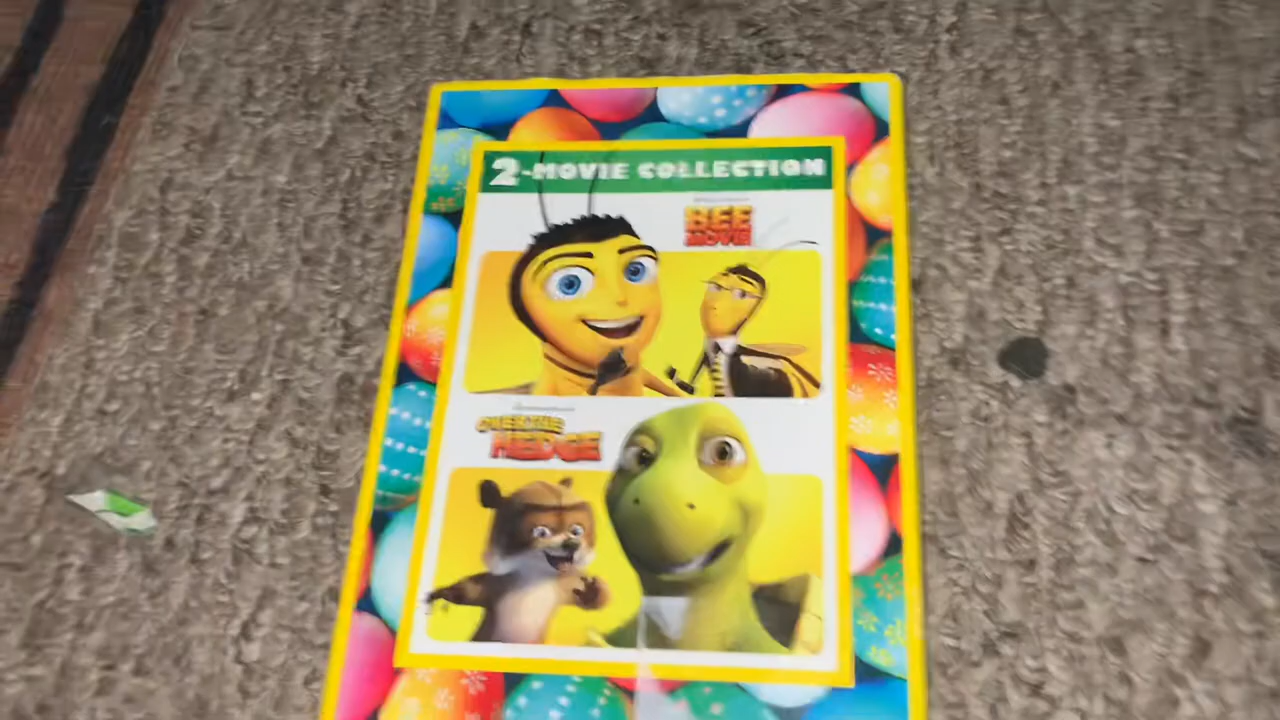 2-MOVIE COLLECTION
BEE
MOVIE
OVER THE
HEDGE